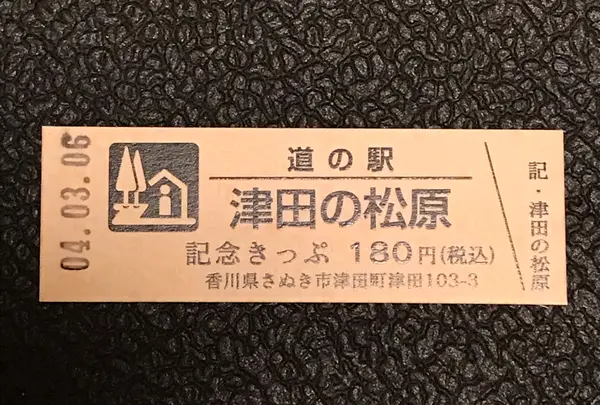 04.03.06
道の駅
津田の松原
記念きっぷ 180円(税込)
香川県さぬき市津田町津田103-3
記・津田の松原